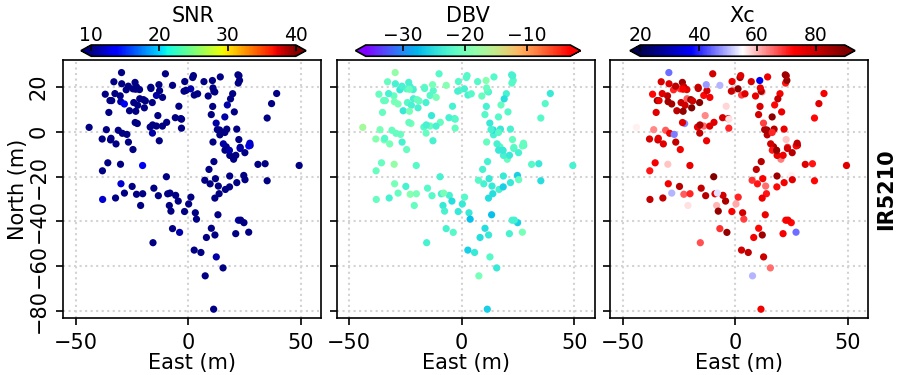 SNR
10 20 30 40
DBV
−30 −20 −10
Xc
20 40 60 80
North (m)
20
0
−20
−40
−60
−80
−50 0 50
East (m)
−50 0 50
East (m)
−50 0 50
East (m)
IR5210